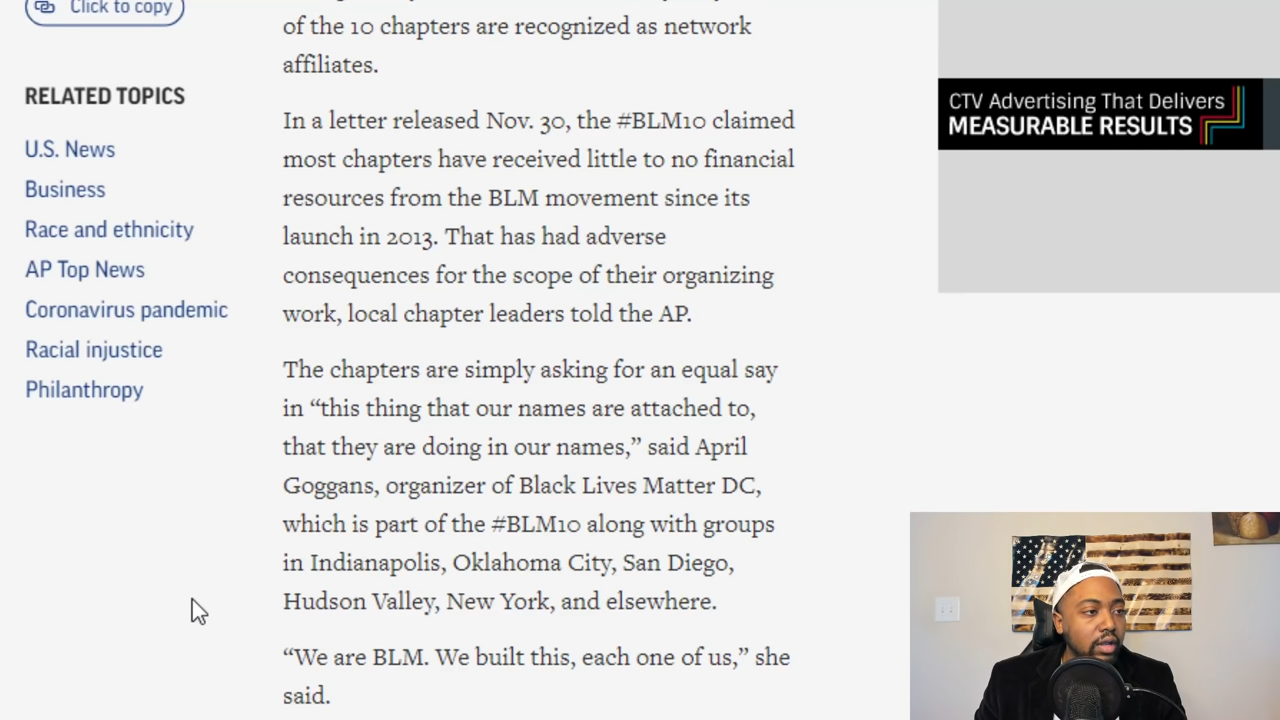 Click to copy
RELATED TOPICS
U.S. News
Business
Race and ethnicity
AP Top News
Coronavirus pandemic
Racial injustice
Philanthropy
of the 10 chapters are recognized as network
affiliates.
In a letter released Nov. 30, the #BLM10 claimed
most chapters have received little to no financial
resources from the BLM movement since its
launch in 2013. That has had adverse
consequences for the scope of their organizing
work, local chapter leaders told the AP.
The chapters are simply asking for an equal say
in “this thing that our names are attached to,
that they are doing in our names,” said April
Goggans, organizer of Black Lives Matter DC,
which is part of the #BLM10 along with groups
in Indianapolis, Oklahoma City, San Diego,
Hudson Valley, New York, and elsewhere.
“We are BLM. We built this, each one of us,” she
said.
CTV Advertising That Delivers
MEASURABLE RESULTS